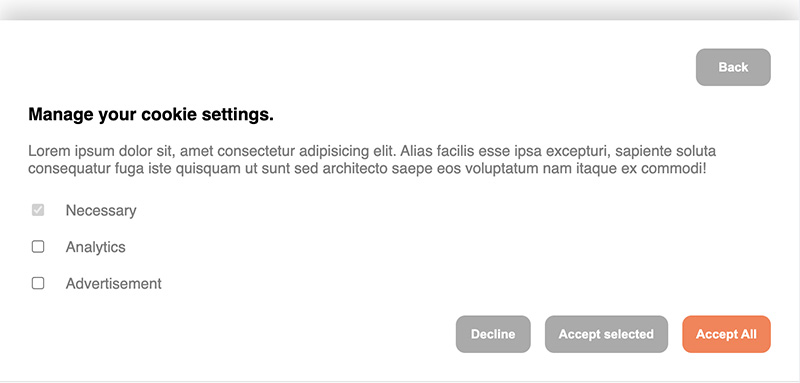 Back
Manage your cookie settings.
Lorem ipsum dolor sit, amet consectetur adipisicing elit. Alias facilis esse ipsa excepturi, sapiente soluta
consequatur fuga iste quisquam ut sunt sed architecto saepe eos voluptatum nam itaque ex commodi!
Necessary
Analytics
Advertisement
Decline
Accept selected
Accept All